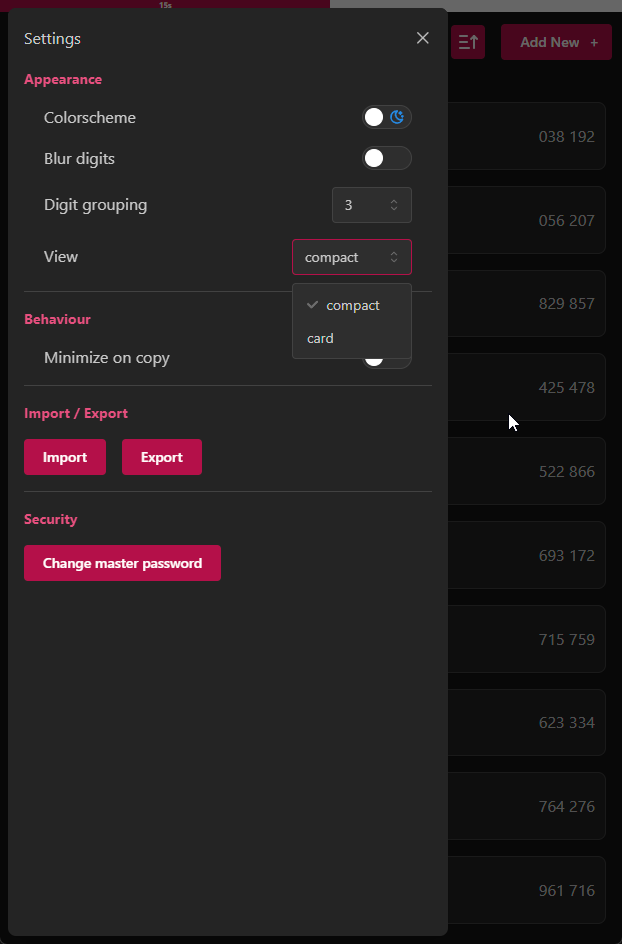 15s
Settings
Add New +
Appearance
Colorscheme
038 192
Blur digits
Digit grouping
3
056 207
View
compact
compact
829 857
Behaviour
card
Minimize on copy
425 478
Import / Export
Import
Export
522 866
Security
Change master password
693 172
715 759
623 334
764 276
961 716